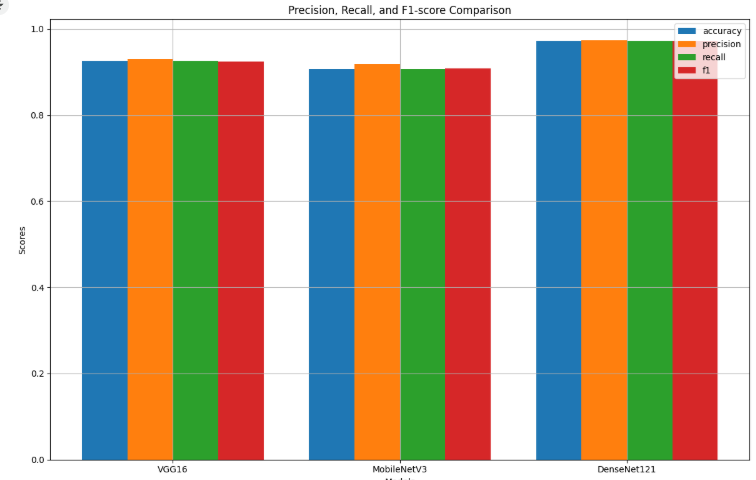 Precision, Recall, and F1-score Comparison
accuracy
precision
recall
f1
1.0
0.8
0.6
0.4
0.2
0.0
Scores
VGG16
MobileNetV3
DenseNet121